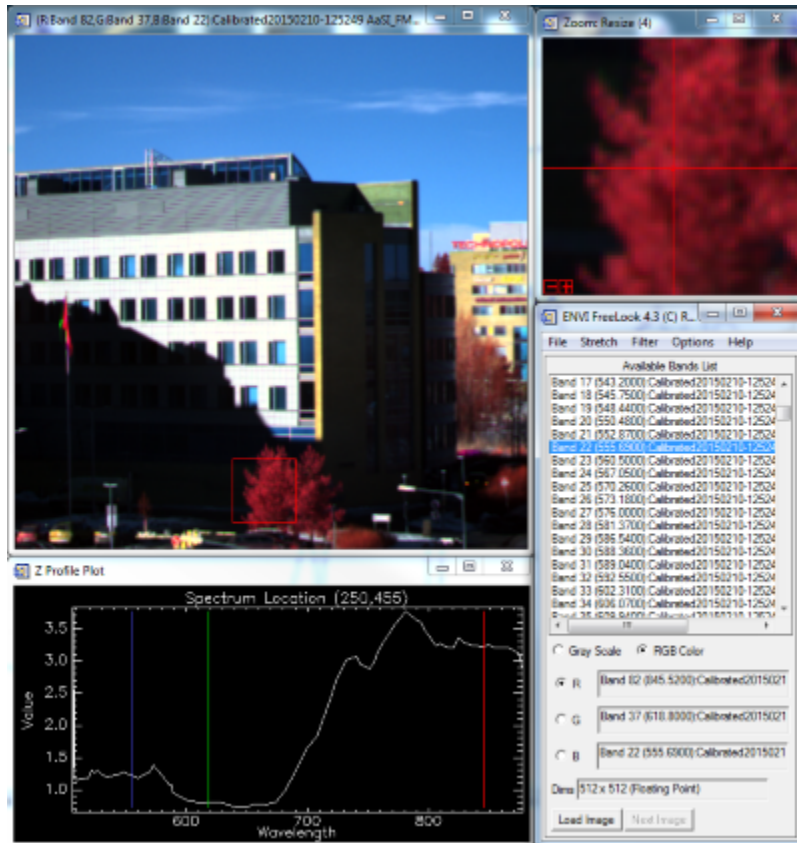 (R:Band 82,G:Band 37,B:Band 22):Calibrated20150210-125249 AaSI_FM...
Zoom: Resize (4)
TECHNOPOL
ENVI FreeLook 4.3 (C) R...
File Stretch Filter Options Help
Available Bands List
Band 17 (543.2000):Calibrated20150210-12524
Band 18 (545.7500):Calibrated20150210-12524
Band 19 (548.4400):Calibrated20150210-12524
Band 20 (550.4800):Calibrated20150210-12524
Band 21 (552.8700):Calibrated20150210-12524
Band 22 (555.6900):Calibrated20150210-12524
Band 23 (560.5000):Calibrated20150210-12524
Band 24 (567.0500):Calibrated20150210-12524
Band 25 (570.2600):Calibrated20150210-12524
Band 26 (573.1800):Calibrated20150210-12524
Band 27 (576.0000):Calibrated20150210-12524
Band 28 (581.3700):Calibrated20150210-12524
Band 29 (586.5400):Calibrated20150210-12524
Band 30 (588.3600):Calibrated20150210-12524
Band 31 (589.0400):Calibrated20150210-12524
Band 32 (592.5500):Calibrated20150210-12524
Band 33 (602.3100):Calibrated20150210-12524
Band 34 (606.0700):Calibrated20150210-12524
Gray Scale RGB Color
R Band 82 (845.5200):Calibrated2015021
G Band 37 (618.8000):Calibrated2015021
B Band 22 (555.6900):Calibrated2015021
Dims 512 x 512 (Floating Point)
Load Image Next Image
Z Profile Plot
Spectrum Location (250,455)
Value
3.5
3.0
2.5
2.0
1.5
1.0
600 700 800
Wavelength